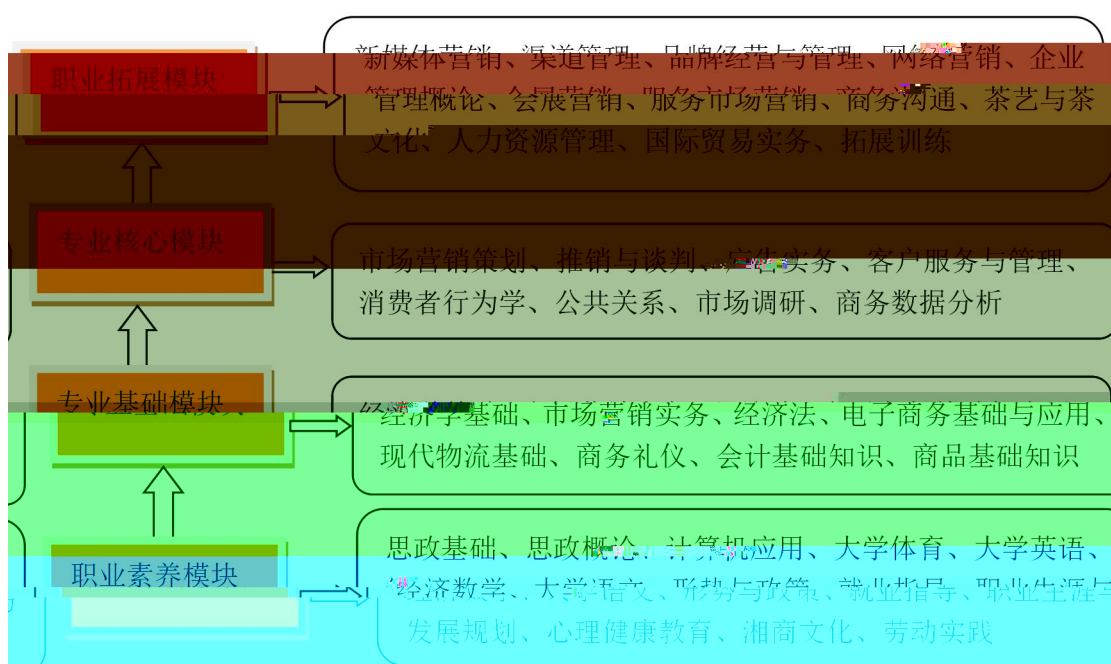 职业拓展模块
新媒体营销、渠道管理、品牌经营与管理、网络营销、企业
管理概论、会展营销、服务市场营销、商务沟通、茶艺与茶
文化、人力资源管理、国际贸易实务、拓展训练
专业核心模块
市场营销策划、推销与谈判、广告实务、客户服务与管理、
消费者行为学、公共关系、市场调研、商务数据分析
专业基础模块
经济学基础、市场营销实务、经济法、电子商务基础与应用、
现代物流基础、商务礼仪、会计基础知识、商品基础知识
职业素养模块
思政基础、思政概论、计算机应用、大学体育、大学英语、
经济数学、大学语文、形势与政策、就业指导、职业生涯与
发展规划、心理健康教育、湘商文化、劳动实践